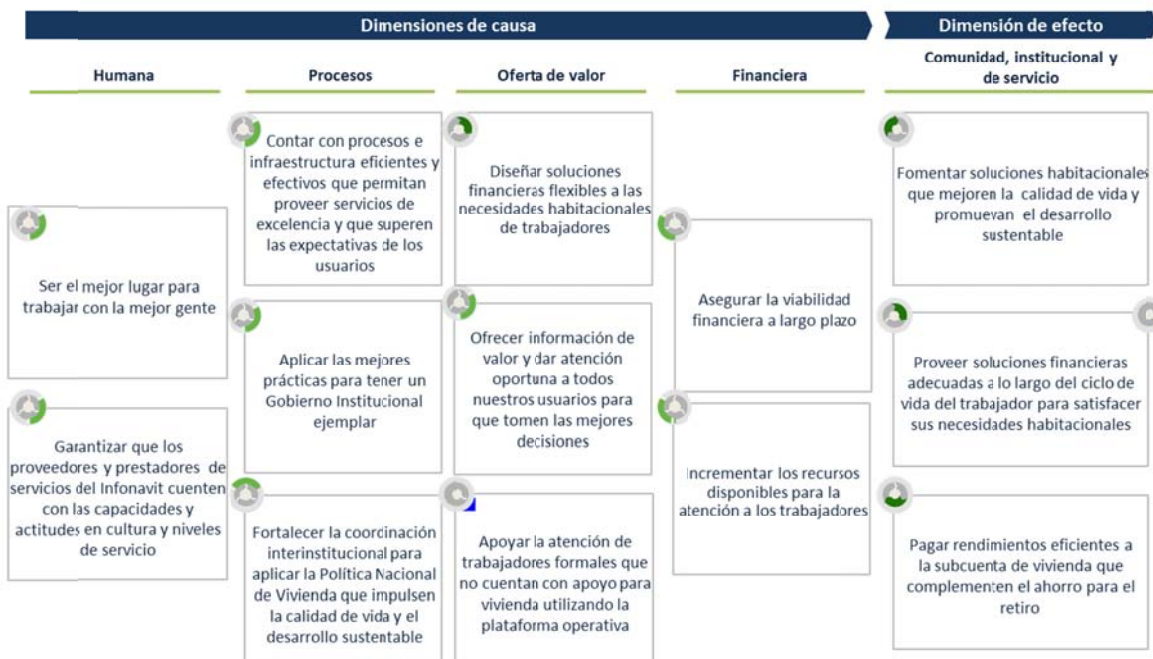 Dimensiones de causa
Dimensión de efecto
Humana
Procesos
Oferta de valor
Financiera
Comunidad, institucional y
de servicio
Ser el mejor lugar para
trabajar con la mejor gente
Garantizar que los
proveedores y prestadores de
servicios del Infonavit cuenten
con las capacidades y
actitudes en cultura y niveles
de servicio
Contar con procesos e
infraestructura eficientes y
efectivos que permitan
proveer servicios de
excelencia y que superen
las expectativas de los
usuarios
Aplicar las mejores
prácticas para tener un
Gobierno Institucional
ejemplar
Fortalecer la coordinación
interinstitucional para
aplicar la Política Nacional
de Vivienda que impulsen
la calidad de vida y el
desarrollo sustentable
Diseñar soluciones
financieras flexibles a las
necesidades habitacionales
de trabajadores
Ofrecer información de
valor y dar atención
oportuna a todos
nuestros usuarios para
que tomen las mejores
decisiones
Apoyar la atención de
trabajadores formales que
no cuentan con apoyo para
vivienda utilizando la
plataforma operativa
Asegurar la viabilidad
financiera a largo plazo
Incrementar los recursos
disponibles para la
atención a los trabajadores
Fomentar soluciones habitacionales
que mejoren la calidad de vida y
promuevan el desarrollo
sustentable
Proveer soluciones financieras
adecuadas a lo largo del ciclo de
vida del trabajador para satisfacer
sus necesidades habitacionales
Pagar rendimientos eficientes a
la subcuenta de vivienda que
complementen el ahorro para el
retiro